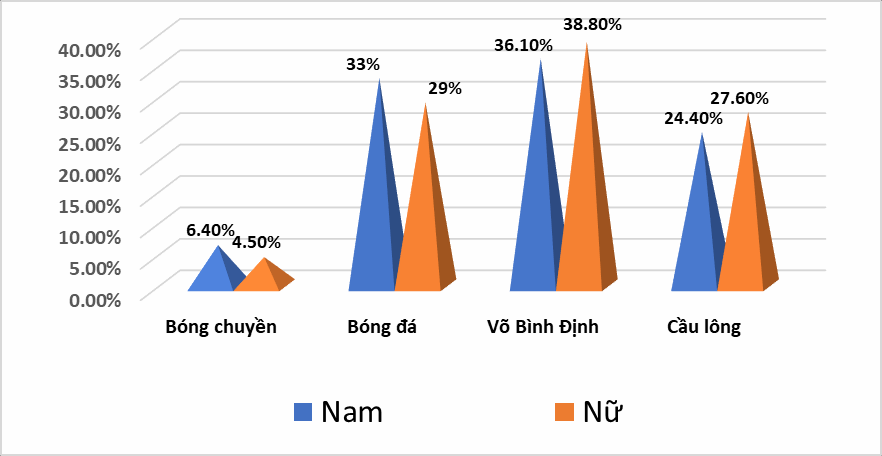 40.00%
35.00%
30.00%
25.00%
20.00%
15.00%
10.00%
5.00%
0.00%
6.40%
4.50%
33%
29%
36.10%
38.80%
24.40%
27.60%
Bóng chuyền
Bóng đá
Võ Bình Định
Cầu lông
Nam
Nữ